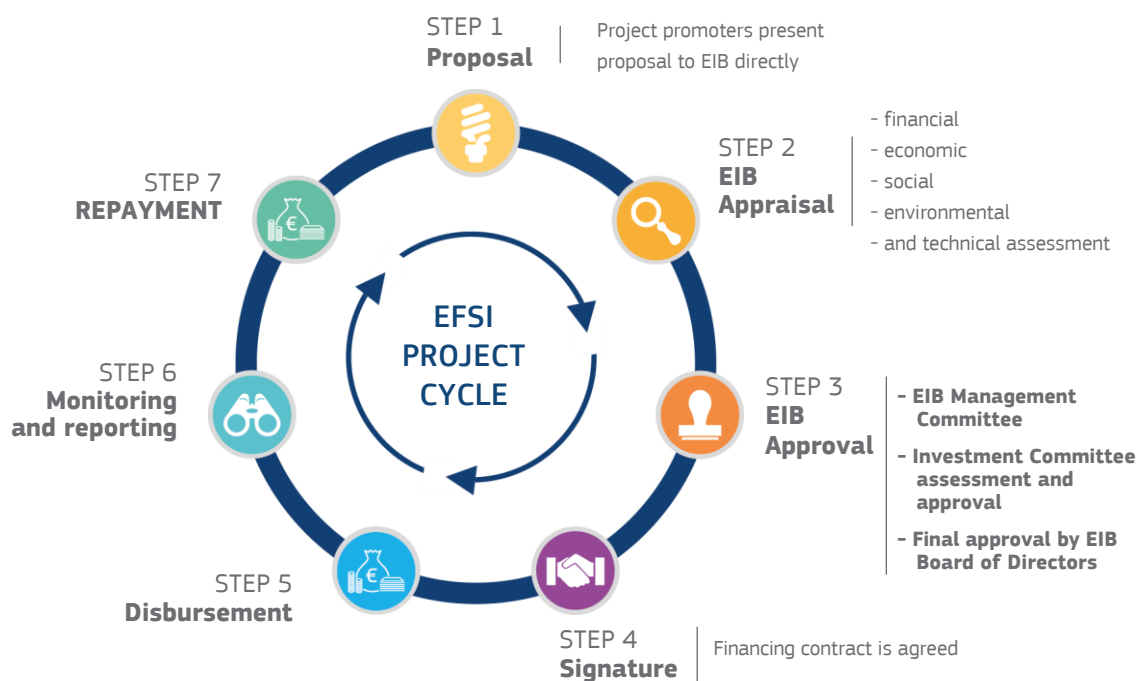 STEP 1
Proposal
Project promoters present
proposal to EIB directly
STEP 2
EIB
Appraisal
- financial
- economic
- social
- environmental
- and technical assessment
STEP 3
EIB
Approval
- EIB Management
Committee
- Investment Committee
assessment and
approval
- Final approval by EIB
Board of Directors
STEP 4
Signature
Financing contract is agreed
STEP 5
Disbursement
€
STEP 6
Monitoring
and reporting
STEP 7
REPAYMENT
€
EFSI
PROJECT
CYCLE